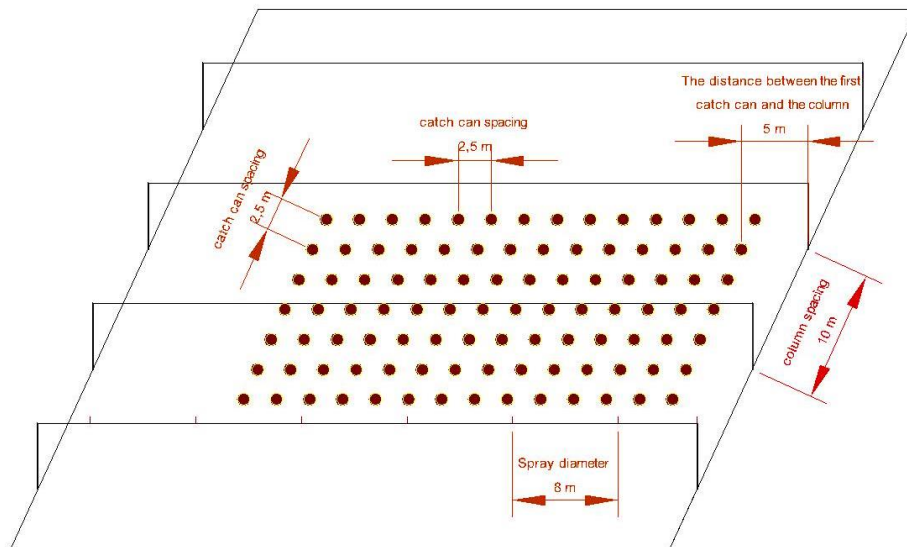 The distance between the first
catch can and the column
5 m
catch can spacing
2,5 m
catch can spacing
2,5 m
column spacing
10 m
Spray diameter
8 m